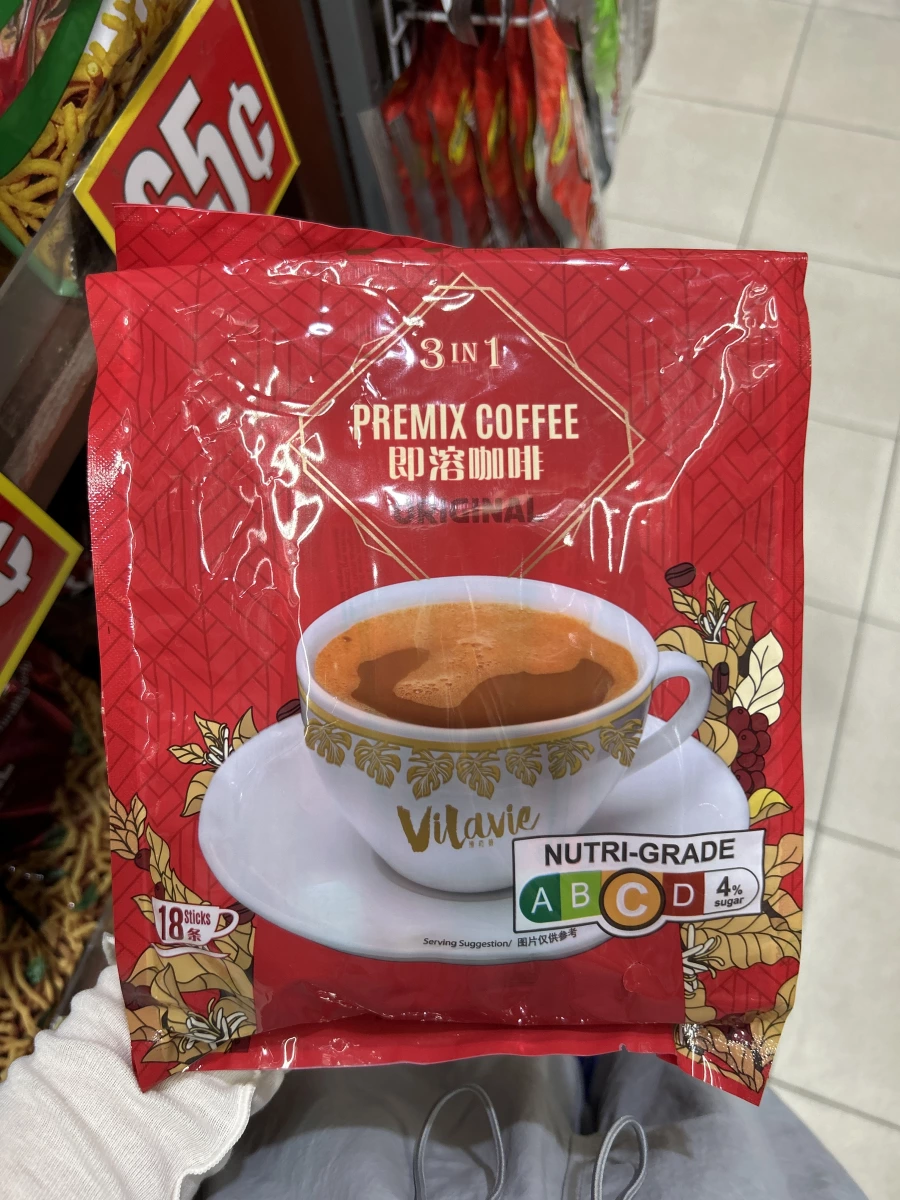 65¢
¢
3 IN 1
PREMIX COFFEE
即溶咖啡
ORIGINAL
Vilavie
NUTRI-GRADE
A B C D 4% sugar
18 Sticks
条
Serving Suggestion/ 图片仅供参考